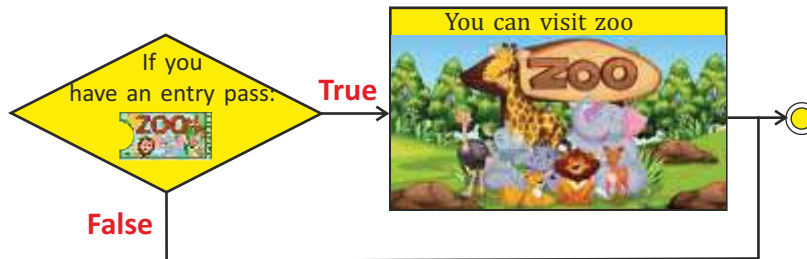 If you
have an entry pass:
ZOO
True
False
You can visit zoo
ZOO